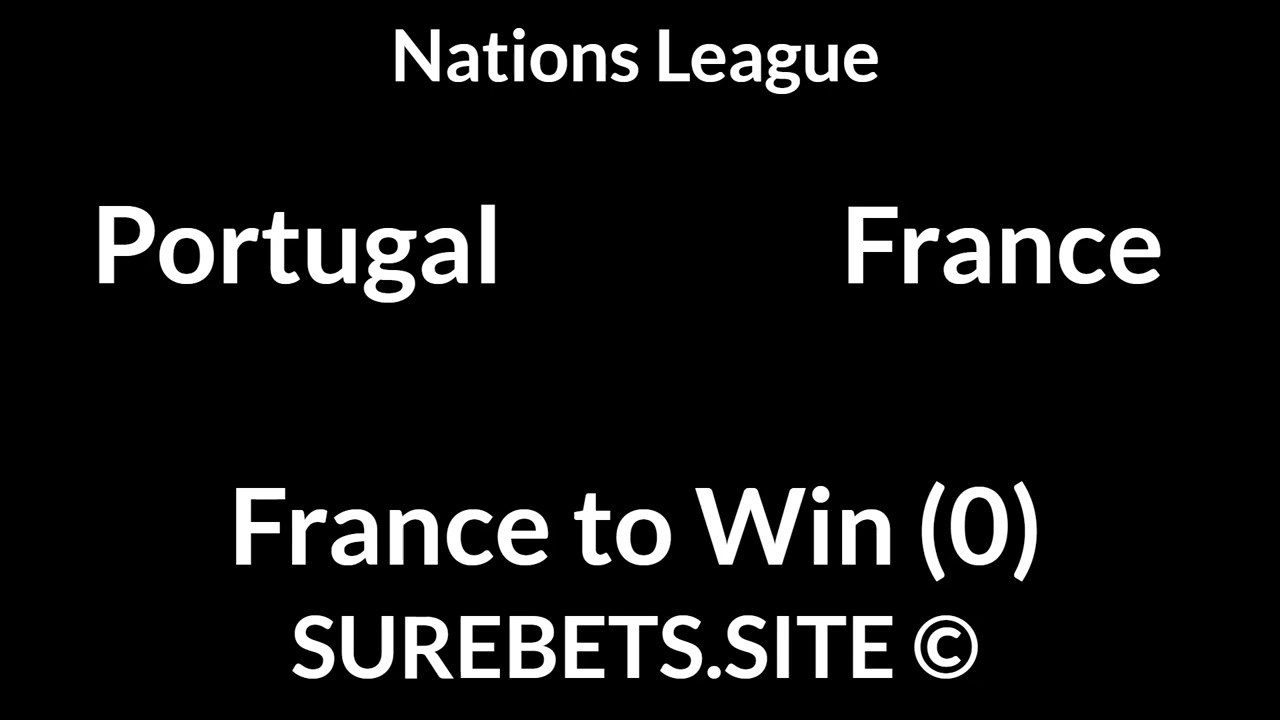 Nations League
Portugal France
France to Win (0)
SUREBETS.SITE ©